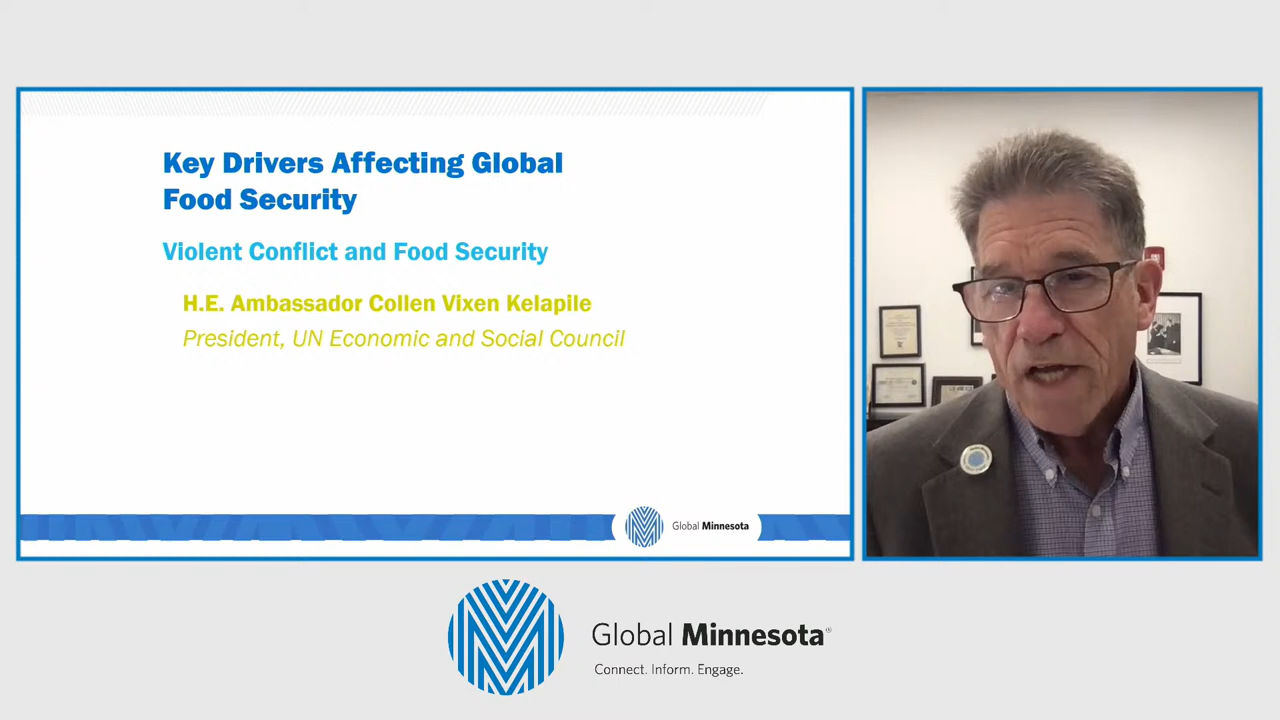 Key Drivers Affecting Global
Food Security
Violent Conflict and Food Security
H.E. Ambassador Collen Vixen Kelapile
President, UN Economic and Social Council
Global Minnesota
Global Minnesota®
Connect. Inform. Engage.